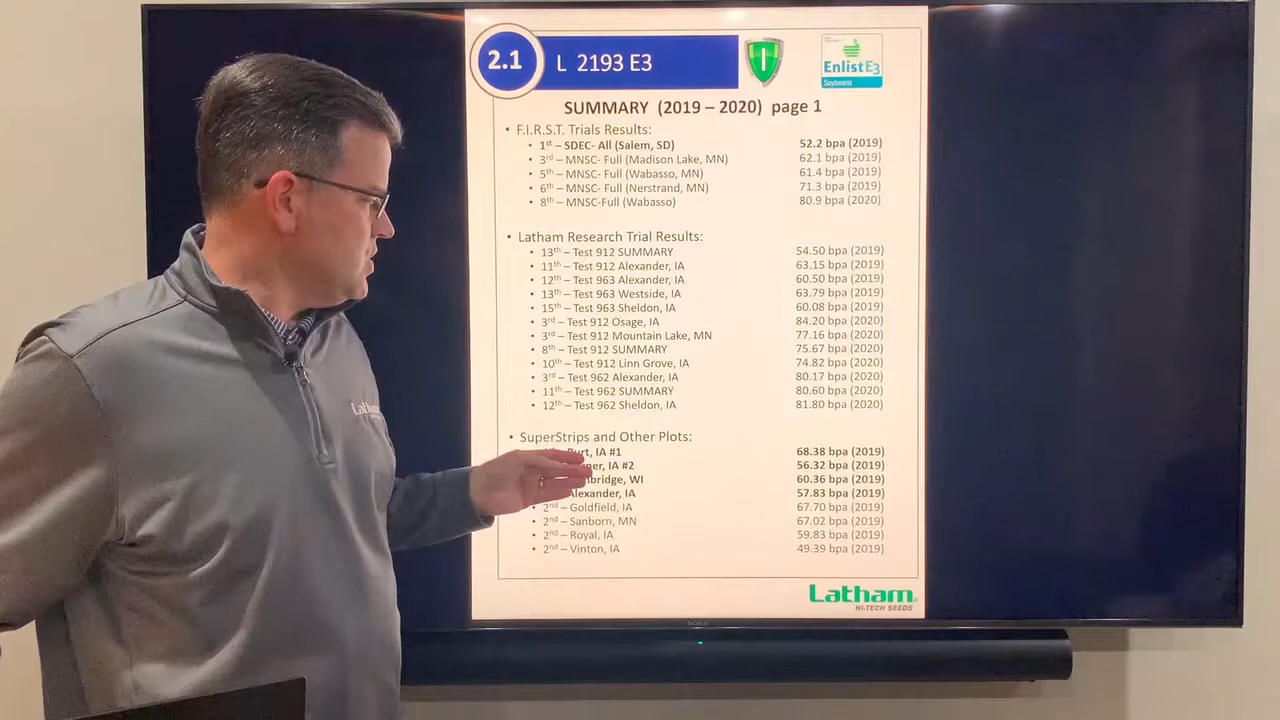 2.1
L 2193 E3
I
Enlist E3
Soybeans
SUMMARY (2019 – 2020) page 1
• F.I.R.S.T. Trials Results:
• 1st – SDEC- All (Salem, SD) 52.2 bpa (2019)
• 3rd – MNSC- Full (Madison Lake, MN) 62.1 bpa (2019)
• 5th – MNSC- Full (Wabasso, MN) 61.4 bpa (2019)
• 6th – MNSC- Full (Nerstrand, MN) 71.3 bpa (2019)
• 8th – MNSC-Full (Wabasso) 80.9 bpa (2020)
• Latham Research Trial Results:
• 13th – Test 912 SUMMARY 54.50 bpa (2019)
• 11th – Test 912 Alexander, IA 63.15 bpa (2019)
• 12th – Test 963 Alexander, IA 60.50 bpa (2019)
• 13th – Test 963 Westside, IA 63.79 bpa (2019)
• 15th – Test 963 Sheldon, IA 60.08 bpa (2019)
• 3rd – Test 912 Osage, IA 84.20 bpa (2020)
• 3rd – Test 912 Mountain Lake, MN 77.16 bpa (2020)
• 8th – Test 912 SUMMARY 75.67 bpa (2020)
• 10th – Test 912 Linn Grove, IA 74.82 bpa (2020)
• 3rd – Test 962 Alexander, IA 80.17 bpa (2020)
• 11th – Test 962 SUMMARY 80.60 bpa (2020)
• 12th – Test 962 Sheldon, IA 81.80 bpa (2020)
• SuperStrips and Other Plots:
IA #1 68.38 bpa (2019)
IA #2 56.32 bpa (2019)
WI 60.36 bpa (2019)
Alexander, IA 57.83 bpa (2019)
2nd – Goldfield, IA 67.70 bpa (2019)
• 2nd – Sanborn, MN 67.02 bpa (2019)
• 2nd – Royal, IA 59.83 bpa (2019)
• 2nd – Vinton, IA 49.39 bpa (2019)
Latham
HI-TECH SEEDS
SONY
Latham